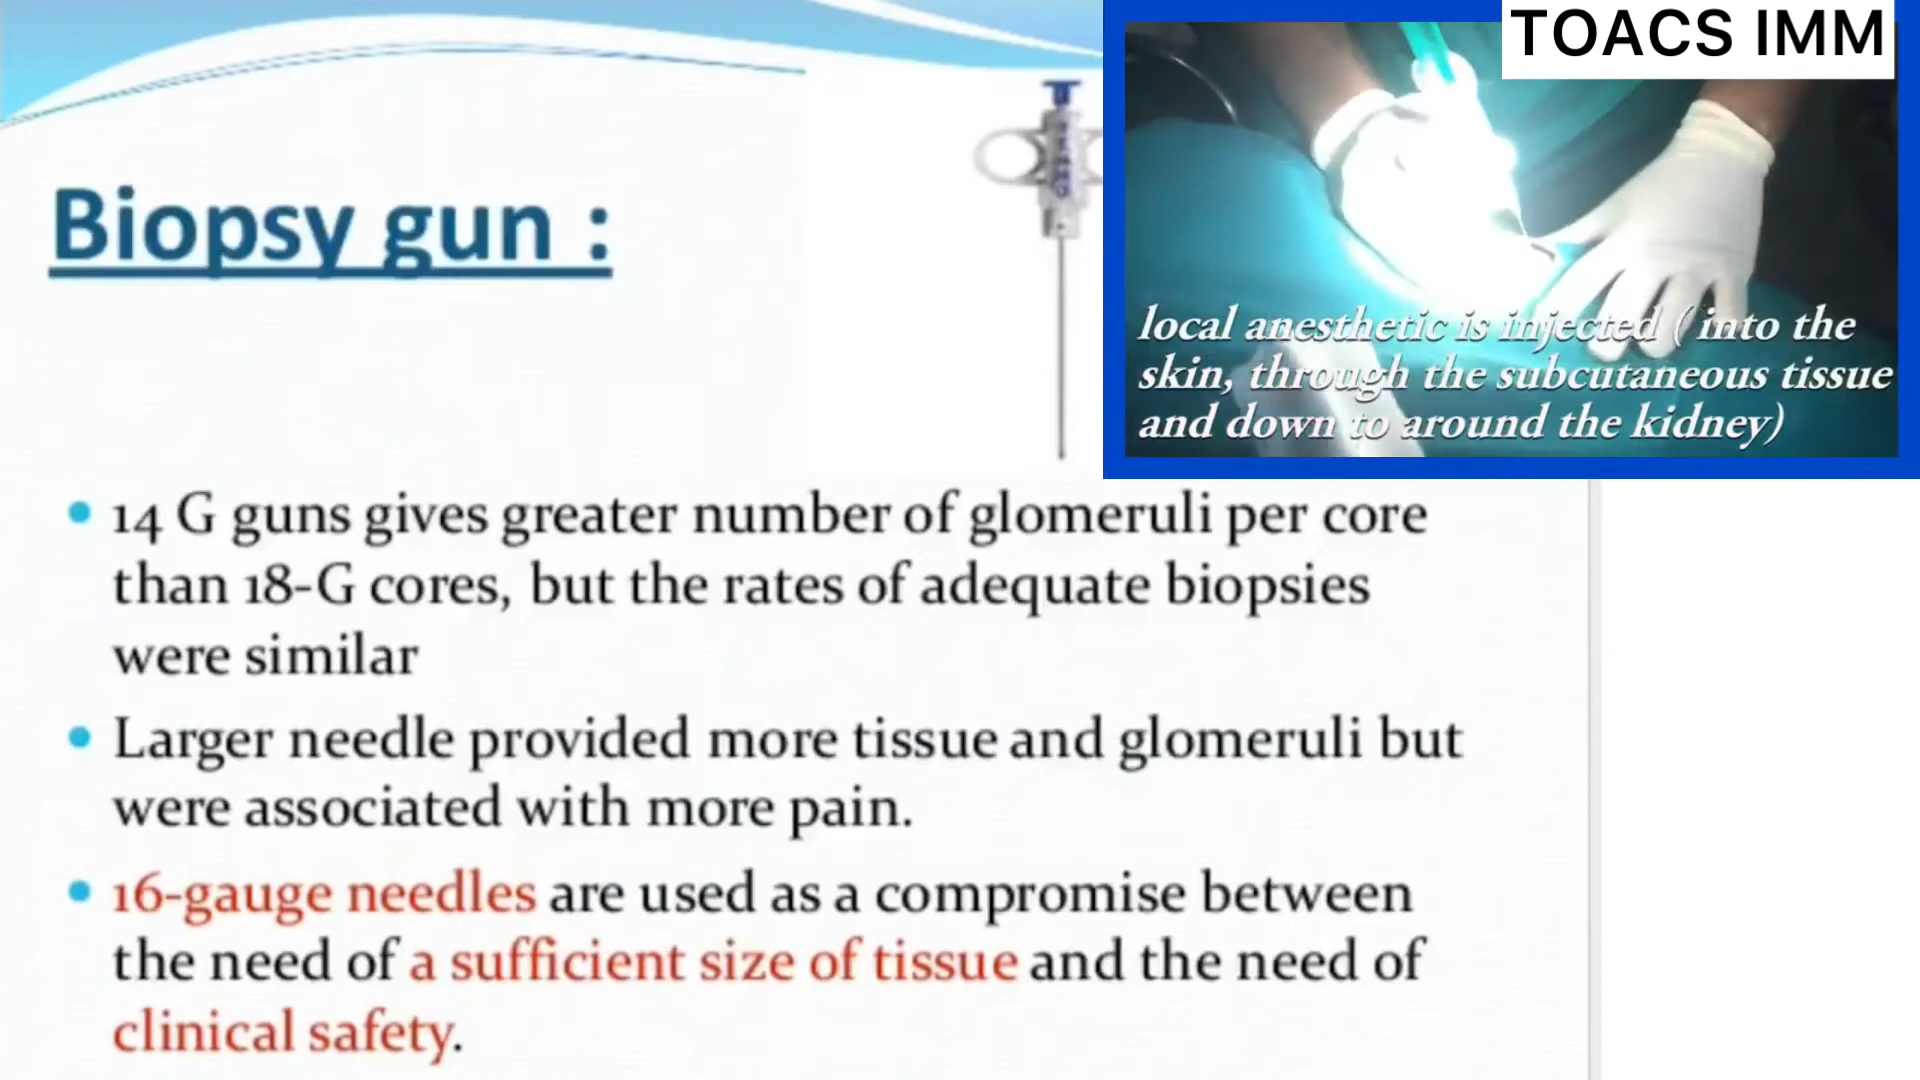 TOACS IMM
Biopsy gun :
local anesthetic is injected ( into the
skin, through the subcutaneous tissue
and down to around the kidney)
14 G guns gives greater number of glomeruli per core
than 18-G cores, but the rates of adequate biopsies
were similar
Larger needle provided more tissue and glomeruli but
were associated with more pain.
16-gauge needles are used as a compromise between
the need of a sufficient size of tissue and the need of
clinical safety.